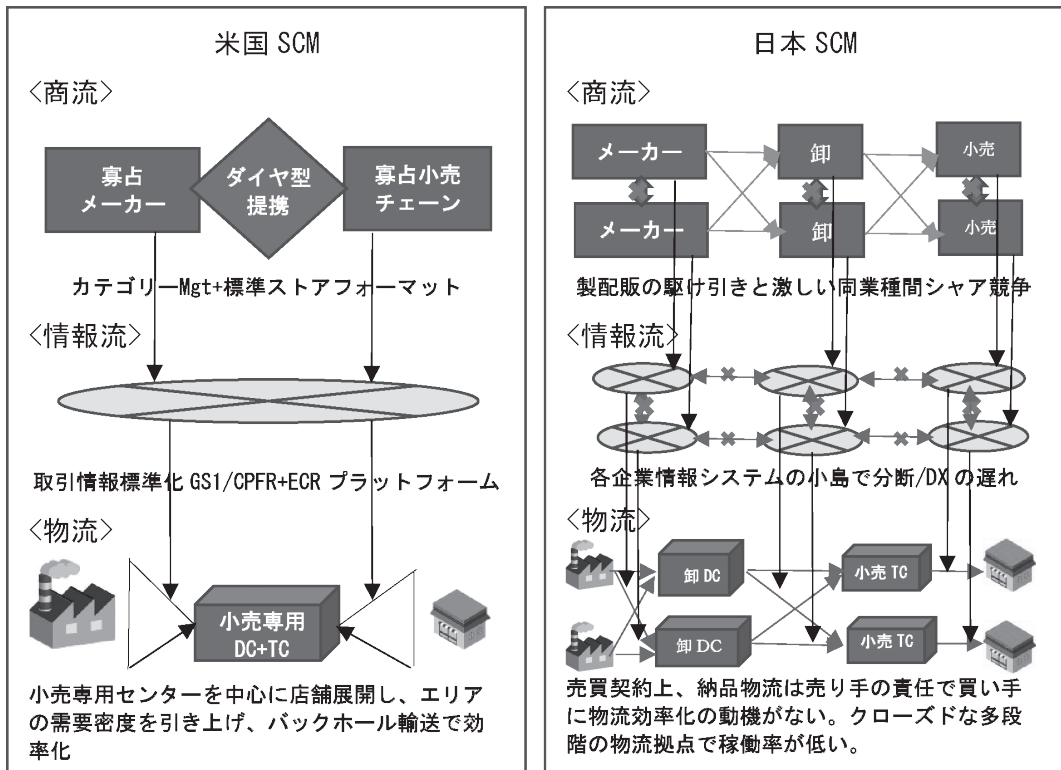 米国 SCM
<商流>
寡占
メーカー
ダイヤ型
提携
寡占小売
チェーン
カテゴリーMgt+標準ストアフォーマット
<情報流>
取引情報標準化 GS1/CPFR+ECR プラットフォーム
<物流>
小売専用
DC+TC
小売専用センターを中心に店舗展開し、エリア
の需要密度を引き上げ、バックホール輸送で効
率化
日本 SCM
<商流>
メーカー
卸
小売
メーカー
卸
小売
製配販の駆け引きと激しい同業種間シャア競争
<情報流>
各企業情報システムの小島で分断/DX の遅れ
<物流>
卸 DC
小売 TC
卸 DC
小売 TC
売買契約上、納品物流は売り手の責任で買い手
に物流効率化の動機がない。クローズドな多段
階の物流拠点で稼働率が低い。